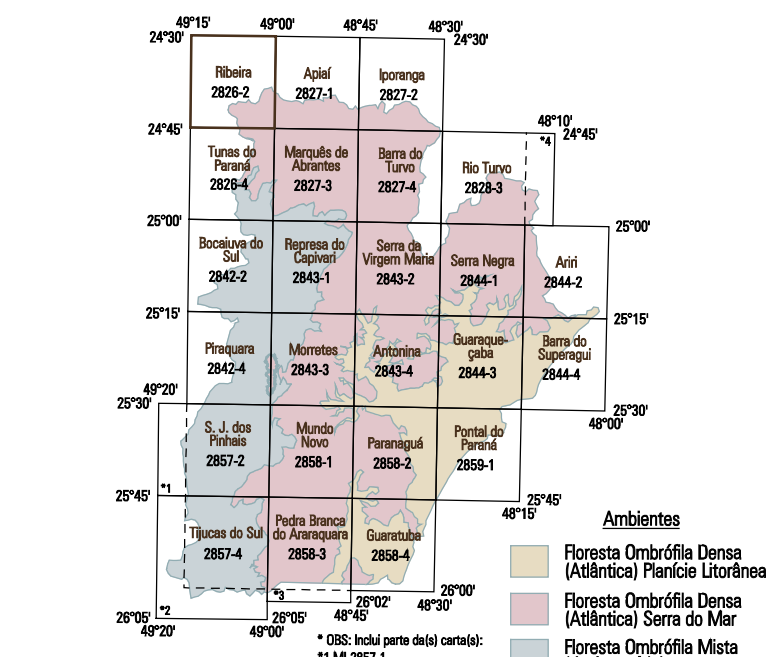 49°15' 49°00' 48°45' 48°30'
24°30' 24°30'
Ribeira
2826-2
Apiaí
2827-1
Iporanga
2827-2
48°10'
24°45' *4 24°45'
Tunas do
Paraná
2826-4
Marquês de
Abrantes
2827-3
Barra do
Turvo
2827-4
Rio Turvo
2828-3
25°00' 25°00'
Bocaiuva do
Sul
2842-2
Represa do
Capivari
2843-1
Serra da
Virgem Maria
2843-2
Serra Negra
2844-1
Ariri
2844-2
25°15' 25°15'
Piraquara
2842-4
Morretes
2843-3
Antonina
2843-4
Guaraque-
çaba
2844-3
Barra do
Superagui
2844-4
49°20'
25°30' 25°30'
48°00'
S. J. dos
Pinhais
2857-2
Mundo
Novo
2858-1
Paranaguá
2858-2
Pontal do
Paraná
2859-1
25°45' *1 25°45'
48°15'
Tijucas do Sul
2857-4
Pedra Branca
do Araraquara
2858-3
Guaratuba
2858-4
26°00'
*3 26°02' 48°30'
26°05' *2 26°05' 48°45'
49°20' 49°00'
* OBS: Inclui parte da(s) carta(s):
*1 MI 2857-1
Ambientes
Floresta Ombrófila Densa
(Atlântica) Planície Litorânea
Floresta Ombrófila Densa
(Atlântica) Serra do Mar
Floresta Ombrófila Mista